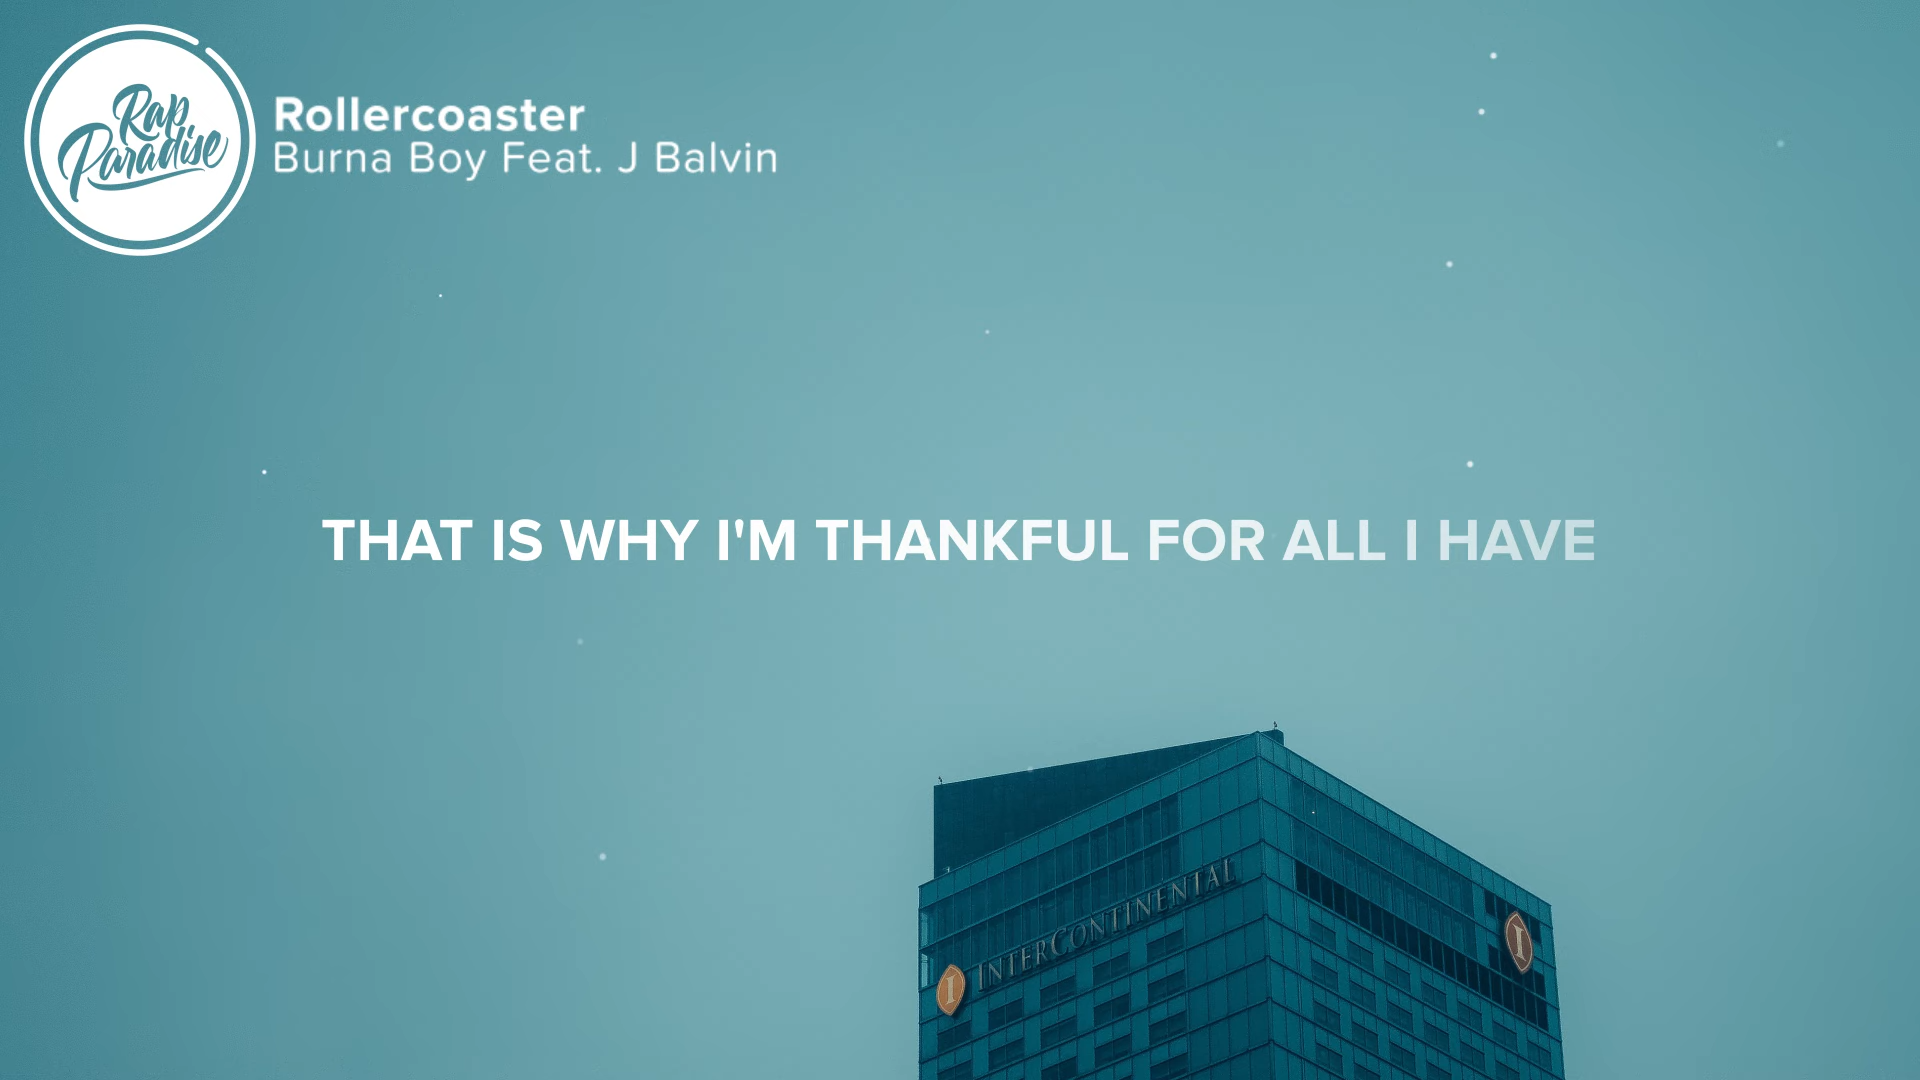 Rap
Paradise
Rollercoaster
Burna Boy Feat. J Balvin
THAT IS WHY I'M THANKFUL FOR ALL I HAVE
INTERCONTINENTAL
I
I